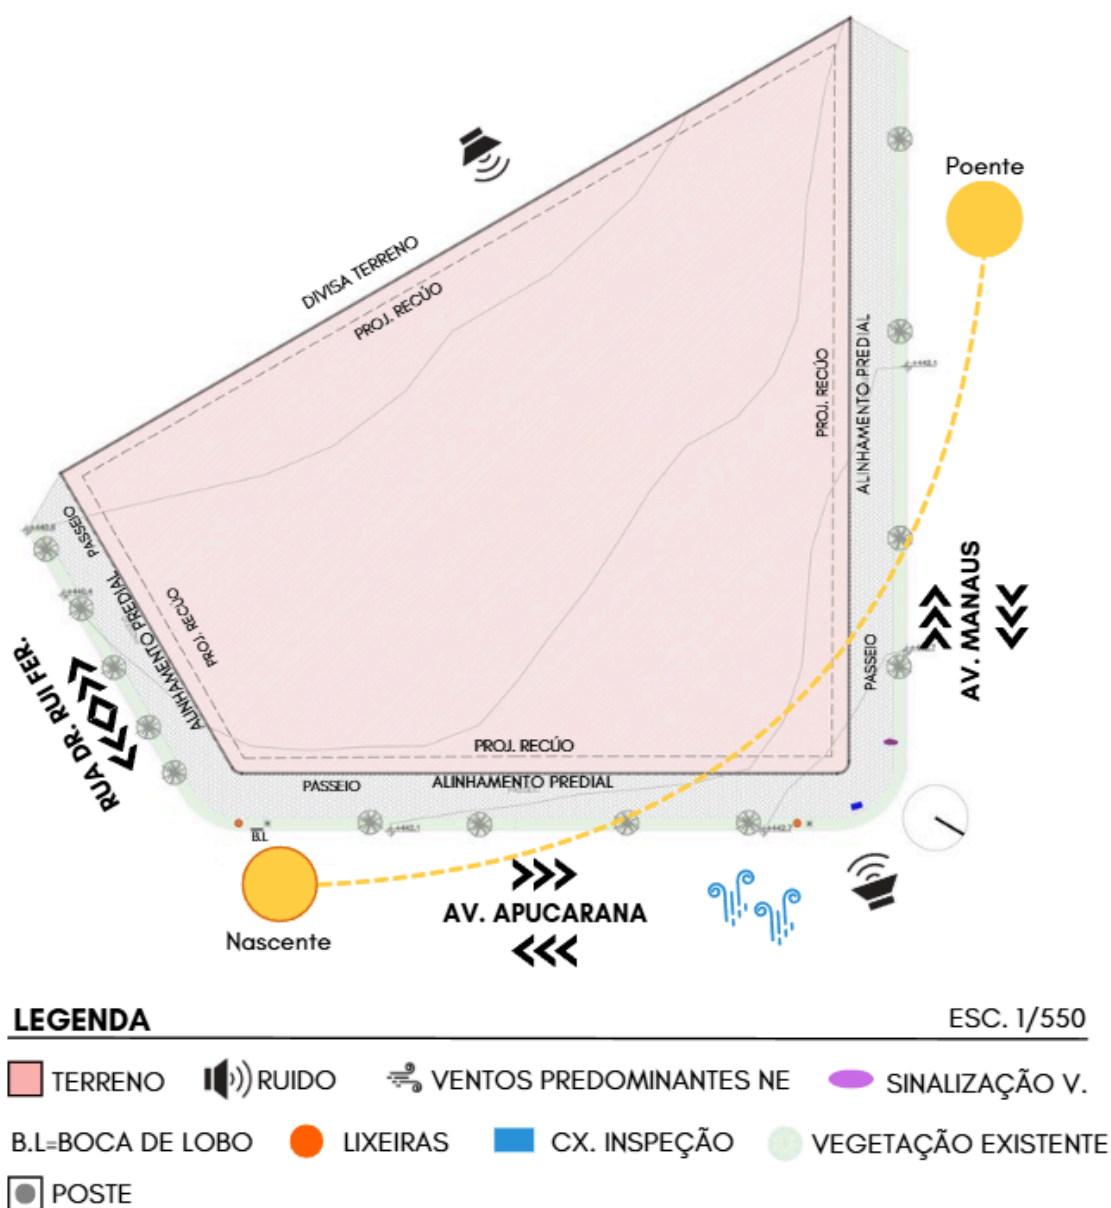 Poente
DIVISA TERRENO
PROJ. RECÚO
PROJ. RECÚO
ALINHAMENTO PREDIAL
PASSEIO
ALINHAMENTO PREDIAL
PROJ. RECÚO
RUA DR. RUI FER.
AV. MANAUS
PASSEIO
PROJ. RECÚO
PASSEIO
ALINHAMENTO PREDIAL
B.L
AV. APUCARANA
Nascente
LEGENDA
ESC. 1/550
TERRENO
RUIDO
VENTOS PREDOMINANTES NE
SINALIZAÇÃO V.
B.L=BOCA DE LOBO
LIXEIRAS
CX. INSPEÇÃO
VEGETAÇÃO EXISTENTE
POSTE